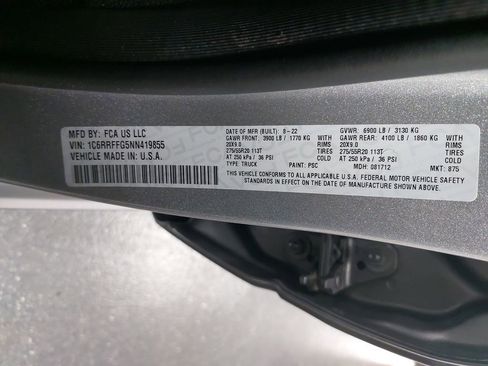 MFD BY: FCA US LLC
VIN: 1C6RRFFG5NN419855
VEHICLE MADE IN U.S.A.
DATE OF MFR (BUILT): 8-22 GVWR: 6900 LB / 3130 KG
GAWR FRONT: 3900 LB / 1770 KG WITH GAWR REAR: 4100 LB / 1860 KG WITH
20X9.0 RIMS 20X9.0 RIMS
275/55R20 113T TIRES 275/55R20 113T TIRES
AT 250 kPa / 36 PSI COLD AT 250 kPa / 36 PSI COLD
TYPE: TRUCK PAINT: PSC MDH: 081712 MKT: 875
THIS VEHICLE CONFORMS TO ALL APPLICABLE U.S.A. FEDERAL MOTOR VEHICLE SAFETY
STANDARDS IN EFFECT ON THE DATE OF MANUFACTURE SHOWN ABOVE.